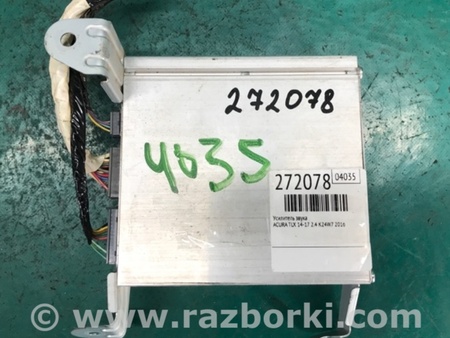 272078
4035
272078 04035
Усилитель звука
ACURA TLX 14-17 2.4 K24W7 2016
www.razborki.com